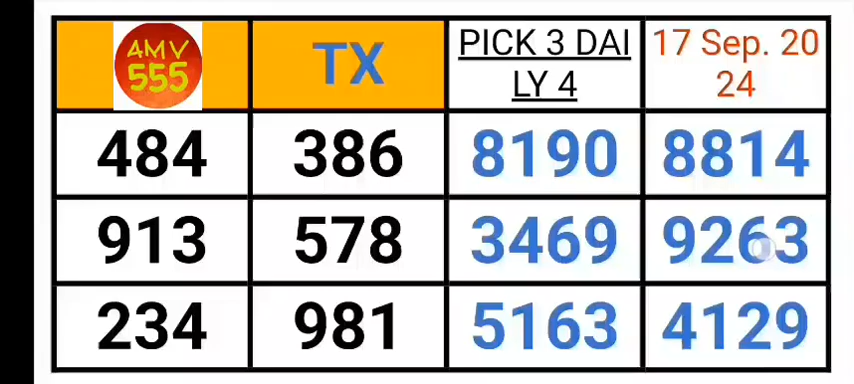 AMV
555
TX
PICK 3 DAI
LY 4
17 Sep. 20
24
484 386 8190 8814
913 578 3469 9263
234 981 5163 4129